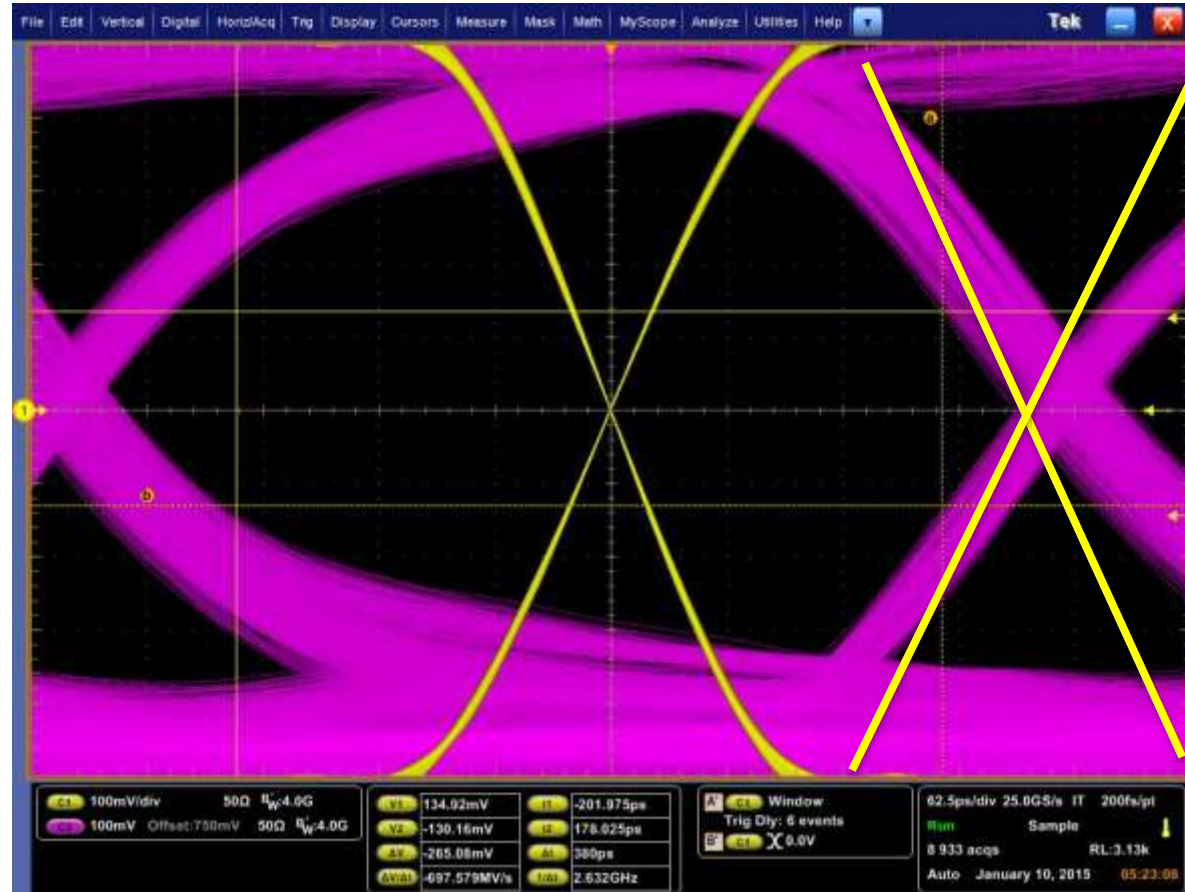 File Edit Vertical Digital Horiz/Acq Trig Display Cursors Measure Mask Math MyScope Analyze Utilities Help Tek X
a
1
b
C1 100mV/div 50Ω BW:4.0G
100mV Offset:750mV 50Ω BW:4.0G
V1 134.92mV t1 -201.975ps
V2 -130.16mV t2 178.025ps
ΔV -265.08mV Δt 380ps
ΔV/Δt -697.579MV/s 1/Δt 2.632GHz
A' C1 Window
Trig Dly: 6 events
B' C1 0.0V
62.5ps/div 25.0GS/s IT 200fs/pt
Run Sample
8 933 acqs RL:3.13k
Auto January 10, 2015 05:23:08